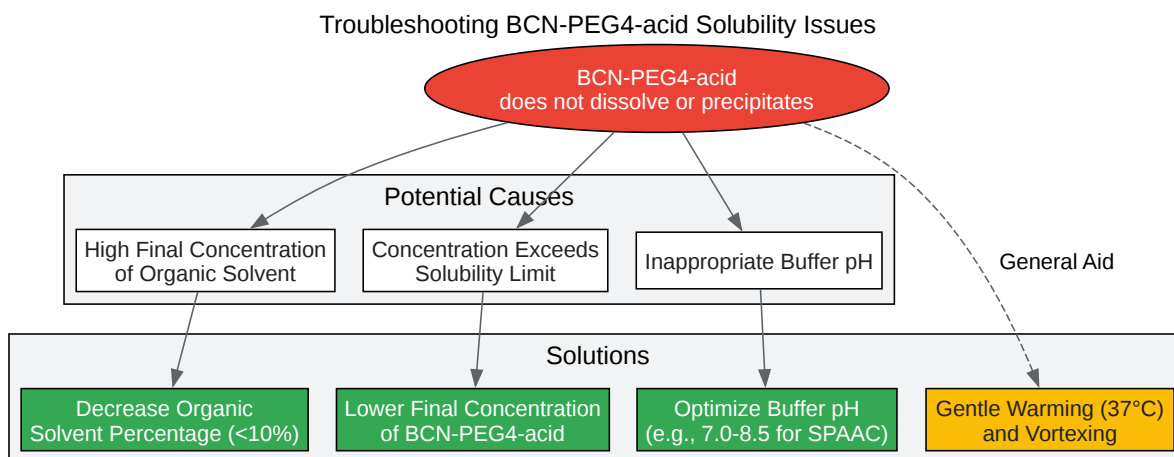 Troubleshooting BCN-PEG4-acid Solubility Issues
BCN-PEG4-acid
does not dissolve or precipitates
Potential Causes
High Final Concentration
of Organic Solvent
Concentration Exceeds
Solubility Limit
Inappropriate Buffer pH
General Aid
Solutions
Decrease Organic
Solvent Percentage (<10%)
Lower Final Concentration
of BCN-PEG4-acid
Optimize Buffer pH
(e.g., 7.0-8.5 for SPAAC)
Gentle Warming (37°C)
and Vortexing